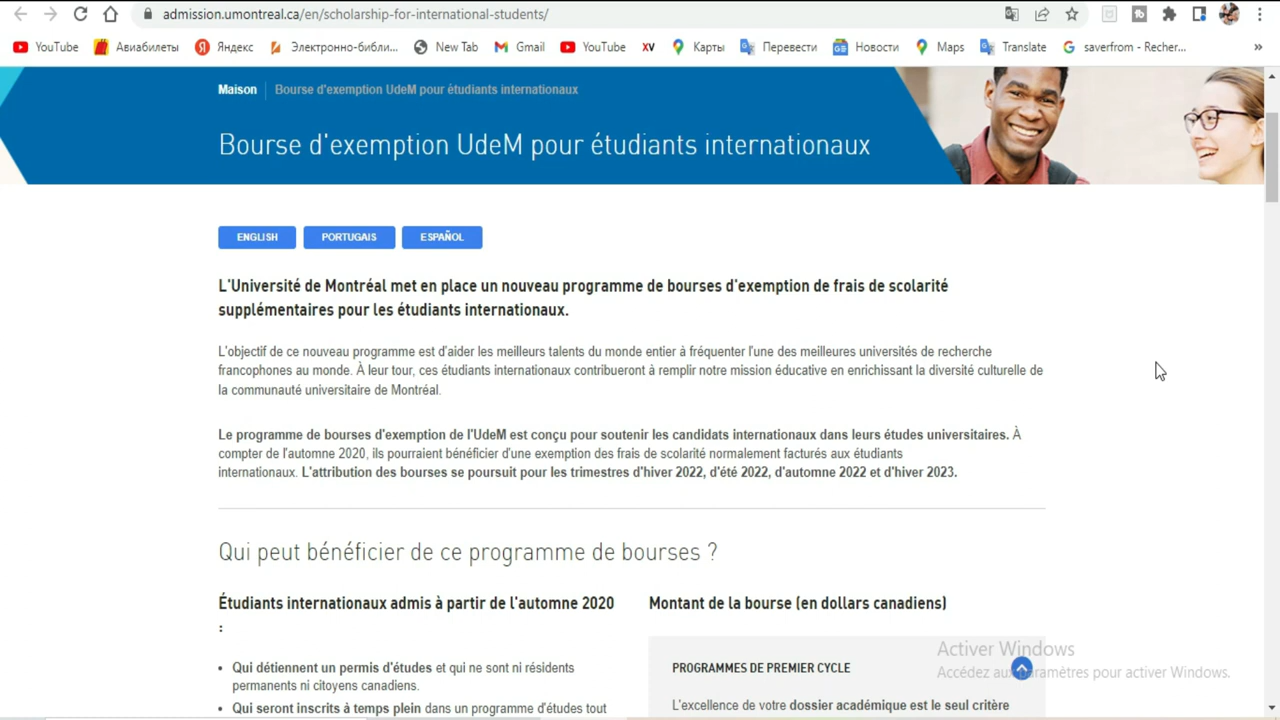 admission.umontreal.ca/en/scholarship-for-international-students/
YouTube Авиабилеты Яндекс Электронно-библи... New Tab Gmail YouTube XV Карты Перевести Новости Maps Translate saverfrom - Recher... »
Maison Bourse d'exemption UdeM pour étudiants internationaux
Bourse d'exemption UdeM pour étudiants internationaux
ENGLISH PORTUGAIS ESPAÑOL
L'Université de Montréal met en place un nouveau programme de bourses d'exemption de frais de scolarité
supplémentaires pour les étudiants internationaux.
L'objectif de ce nouveau programme est d'aider les meilleurs talents du monde entier à fréquenter l'une des meilleures universités de recherche
francophones au monde. À leur tour, ces étudiants internationaux contribueront à remplir notre mission éducative en enrichissant la diversité culturelle de
la communauté universitaire de Montréal.
Le programme de bourses d'exemption de l'UdeM est conçu pour soutenir les candidats internationaux dans leurs études universitaires. À
compter de l'automne 2020, ils pourraient bénéficier d'une exemption des frais de scolarité normalement facturés aux étudiants
internationaux. L'attribution des bourses se poursuit pour les trimestres d'hiver 2022, d'été 2022, d'automne 2022 et d'hiver 2023.
Qui peut bénéficier de ce programme de bourses ?
Étudiants internationaux admis à partir de l'automne 2020
:
• Qui détiennent un permis d'études et qui ne sont ni résidents
permanents ni citoyens canadiens.
• Qui seront inscrits à temps plein dans un programme d'études tout
Montant de la bourse (en dollars canadiens)
PROGRAMMES DE PREMIER CYCLE
L'excellence de votre dossier académique est le seul critère
Activer Windows
Accédez aux paramètres pour activer Windows.